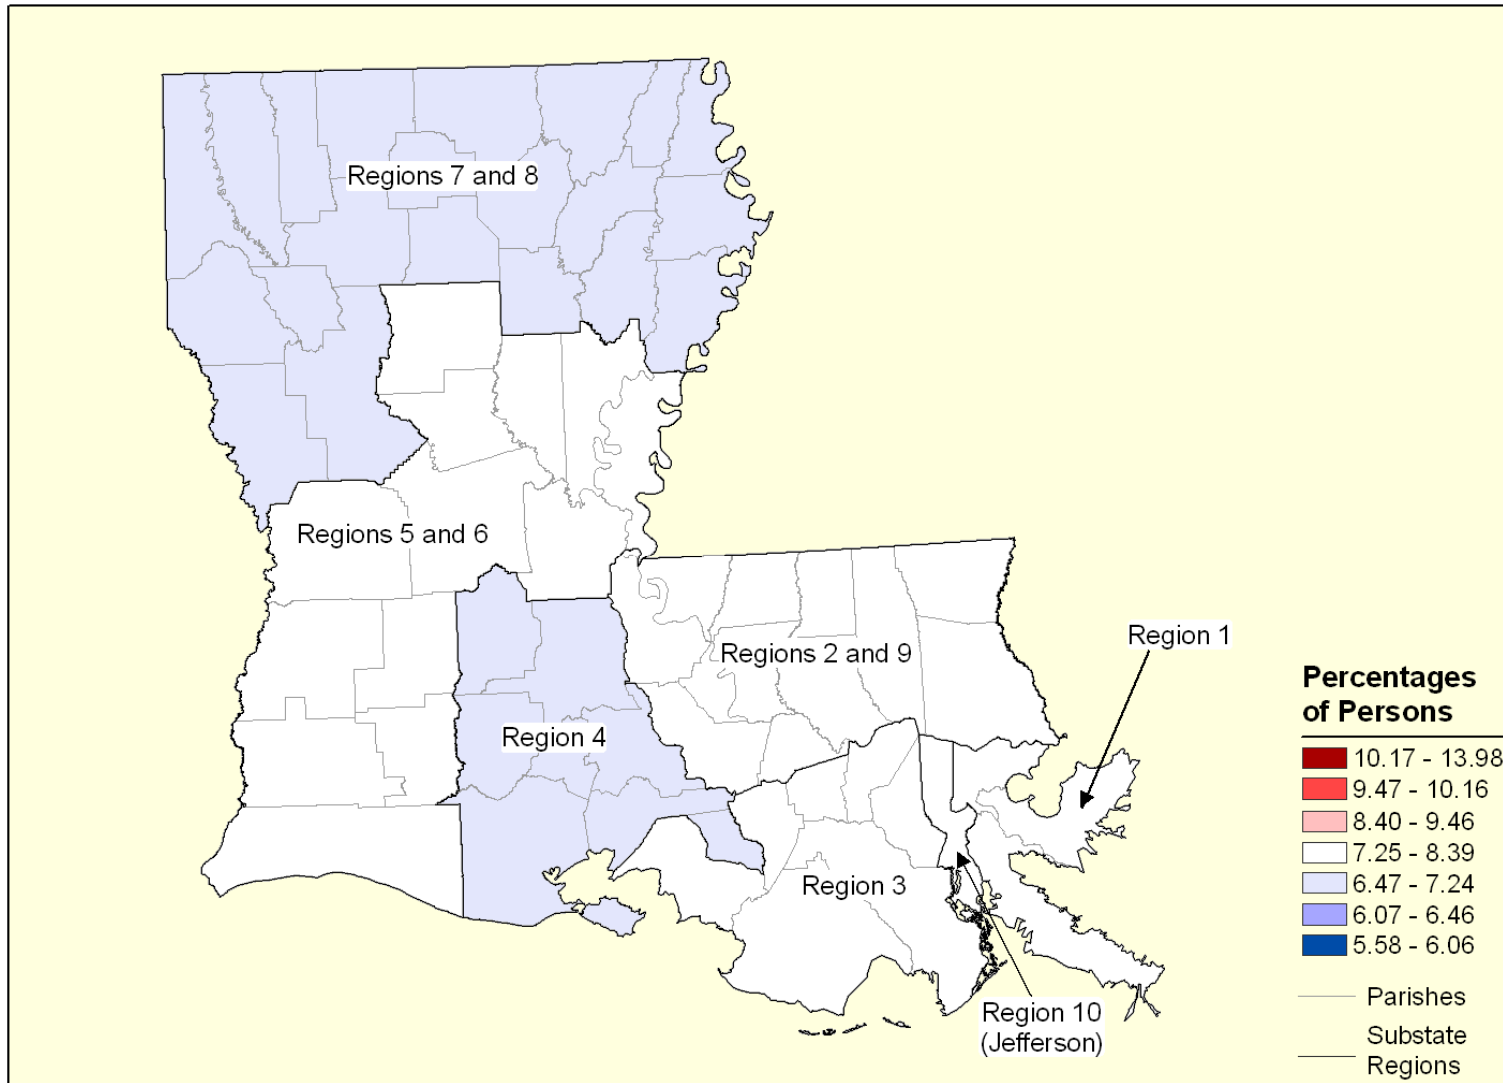 Regions 7 and 8
Regions 5 and 6
Regions 2 and 9
Region 1
Region 4
Region 3
Region 10
(Jefferson)
Percentages
of Persons
10.17 - 13.98
9.47 - 10.16
8.40 - 9.46
7.25 - 8.39
6.47 - 7.24
6.07 - 6.46
5.58 - 6.06
Parishes
Substate
Regions